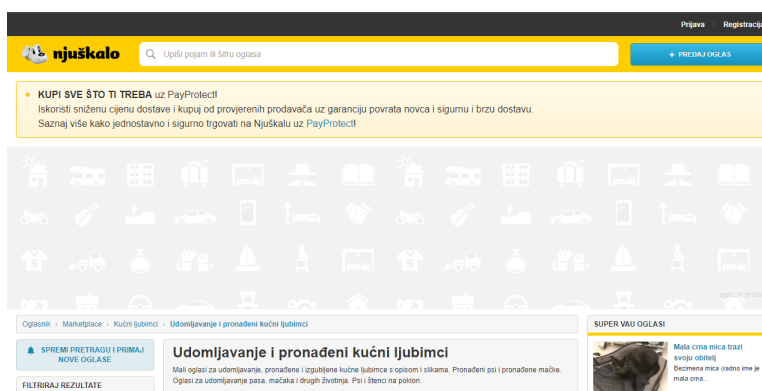 Prijava
Registracija
njuškalo
Upiši pojam ili šifru oglasa
+ PREDAJ OGLAS
KUPI SVE ŠTO TI TREBA uz PayProtect!
Iskoristi sniženu cijenu dostave i kupuj od provjerenih prodavača uz garanciju povrata novca i sigurnu i brzu dostavu.
Saznaj više kako jednostavno i sigurno trgovati na Njuškalu uz PayProtect!
Oglasnik › Marketplace › Kućni ljubimci › Udomljavanje i pronađeni kućni ljubimci
SPREMI PRETRAGU I PRIMAJ
NOVE OGLASE
FILTRIRAJ REZULTATE
Udomljavanje i pronađeni kućni ljubimci
Mali oglasi za udomljavanje, pronađene i izgubljene kućne ljubimce s opisom i slikama. Pronađeni psi i pronađene mačke.
Oglasi za udomljavanje pasa, mačaka i drugih životinja. Psi i štenci na poklon.
SUPER VAU OGLASI
Mala crna mica trazi
svoju obitelj
Bezimena mica (radno ime je
mala crna...